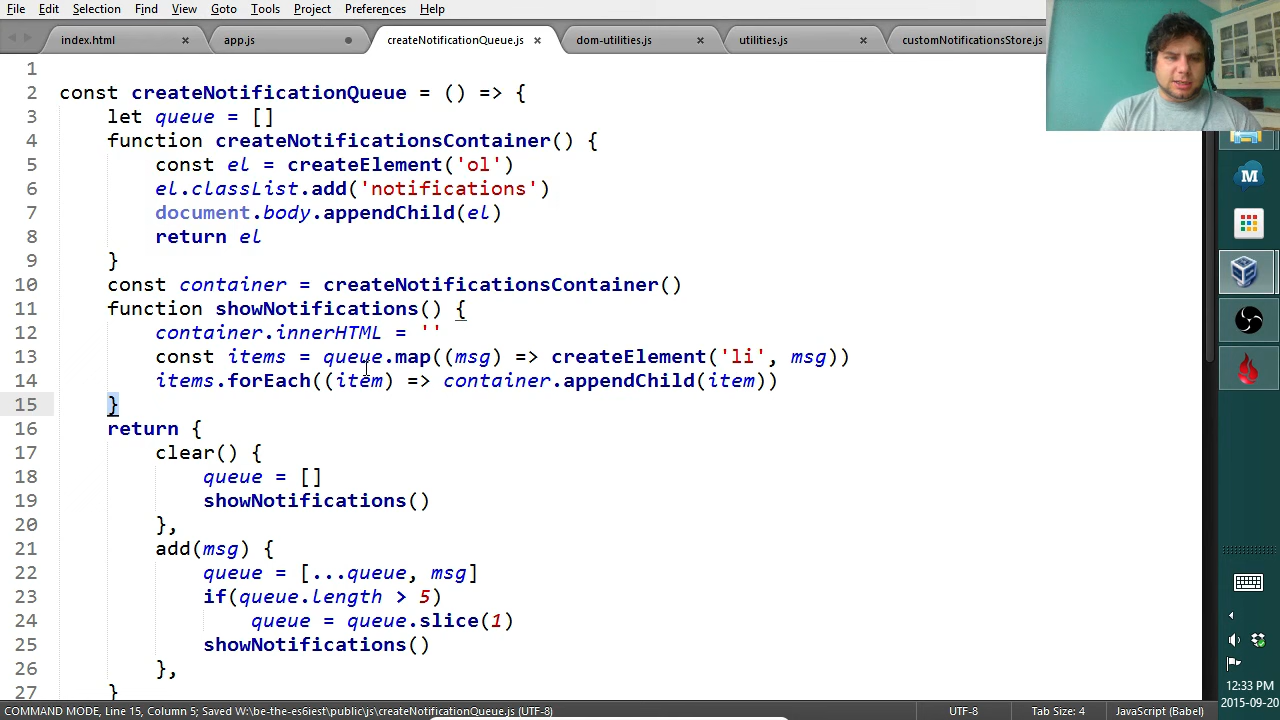 File Edit Selection Find View Goto Tools Project Preferences Help
index.html app.js createNotificationQueue.js dom-utilities.js utilities.js customNotificationsStore.js
1
2 const createNotificationQueue = () => {
3 let queue = []
4 function createNotificationsContainer() {
5 const el = createElement('ol')
6 el.classList.add('notifications')
7 document.body.appendChild(el)
8 return el
9 }
10 const container = createNotificationsContainer()
11 function showNotifications() {
12 container.innerHTML = ''
13 const items = queue.map((msg) => createElement('li', msg))
14 items.forEach((item) => container.appendChild(item))
15 }
16 return {
17 clear() {
18 queue = []
19 showNotifications()
20 },
21 add(msg) {
22 queue = [...queue, msg]
23 if(queue.length > 5)
24 queue = queue.slice(1)
25 showNotifications()
26 },
27 }
COMMAND MODE, Line 15, Column 5; Saved W:\be-the-es6iest\public\js\createNotificationQueue.js (UTF-8) UTF-8 Tab Size: 4 JavaScript (Babel)
M
12:33 PM
2015-09-20